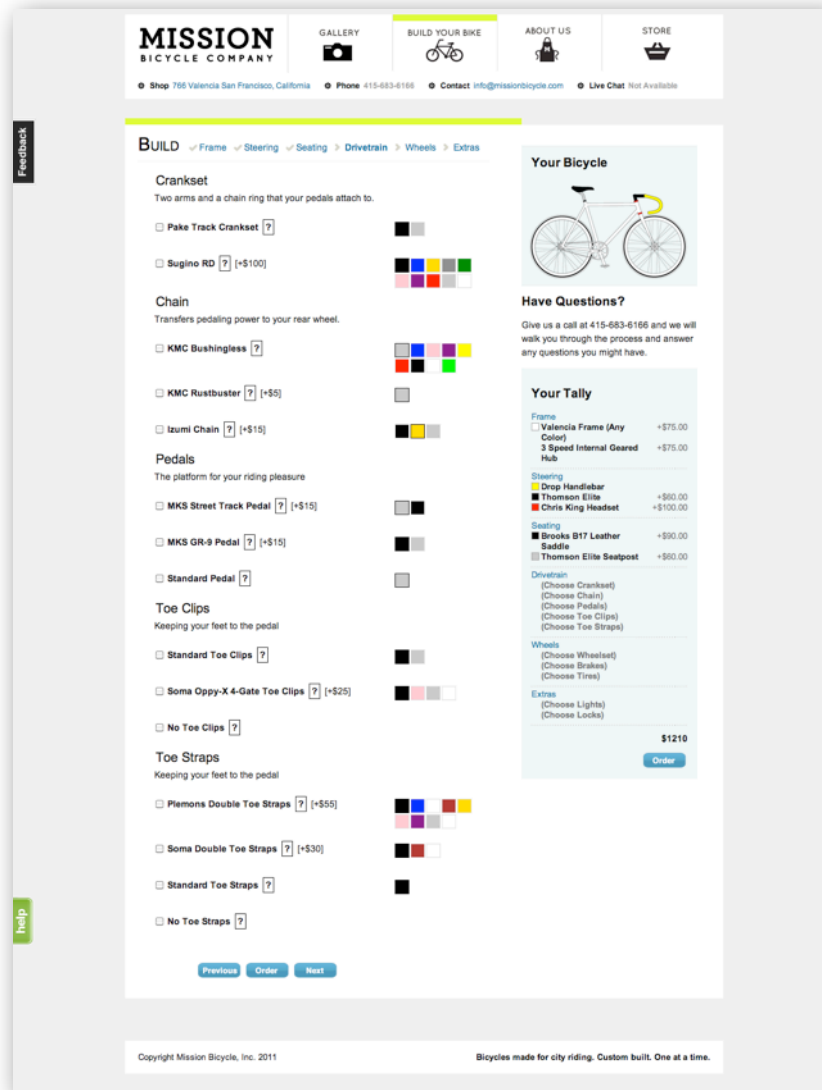 MISSION
BICYCLE COMPANY
GALLERY
BUILD YOUR BIKE
ABOUT US
STORE
Shop 766 Valencia San Francisco, California Phone 415-683-6166 Contact info@missionbicycle.com Live Chat Not Available
Feedback
BUILD Frame Steering Seating Drivetrain Wheels Extras
Crankset
Two arms and a chain ring that your pedals attach to.
Pake Track Crankset ?
Sugino RD ? [+$100]
Chain
Transfers pedaling power to your rear wheel.
KMC Bushingless ?
KMC Rustbuster ? [+$5]
Izumi Chain ? [+$15]
Pedals
The platform for your riding pleasure
MKS Street Track Pedal ? [+$15]
MKS GR-9 Pedal ? [+$15]
Standard Pedal ?
Toe Clips
Keeping your feet to the pedal
Standard Toe Clips ?
Soma Oppy-X 4-Gate Toe Clips ? [+$25]
No Toe Clips ?
Toe Straps
Keeping your feet to the pedal
Plemons Double Toe Straps ? [+$55]
Soma Double Toe Straps ? [+$30]
Standard Toe Straps ?
No Toe Straps ?
Previous Order Next
help
Your Bicycle
Have Questions?
Give us a call at 415-683-6166 and we will
walk you through the process and answer
any questions you might have.
Your Tally
Frame
Valencia Frame (Any +$75.00
Color)
3 Speed Internal Geared +$75.00
Hub
Steering
Drop Handlebar
Thomson Elite +$60.00
Chris King Headset +$100.00
Seating
Brooks B17 Leather +$90.00
Saddle
Thomson Elite Seatpost +$60.00
Drivetrain
(Choose Crankset)
(Choose Chain)
(Choose Pedals)
(Choose Toe Clips)
(Choose Toe Straps)
Wheels
(Choose Wheelset)
(Choose Brakes)
(Choose Tires)
Extras
(Choose Lights)
(Choose Locks)
$1210
Order
Copyright Mission Bicycle, Inc. 2011
Bicycles made for city riding. Custom built. One at a time.